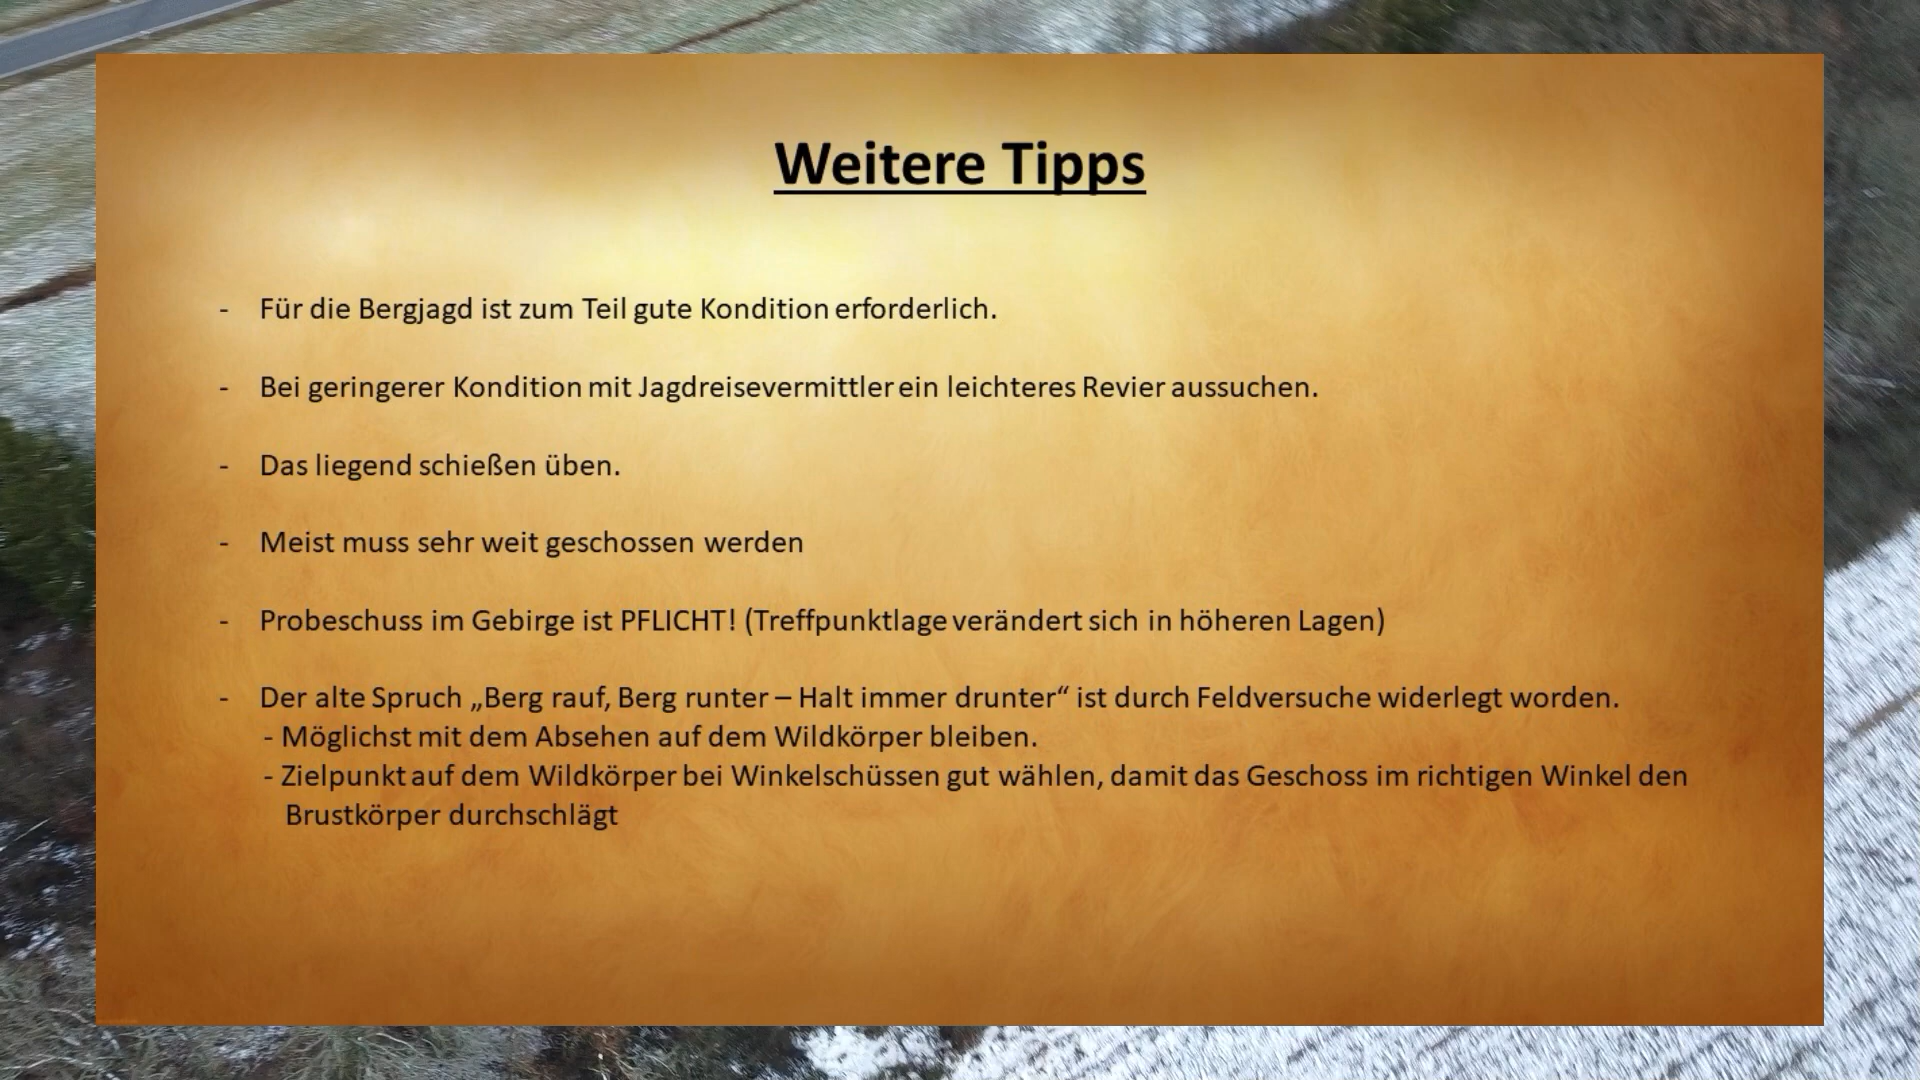 Weitere Tipps
- Für die Bergjagd ist zum Teil gute Kondition erforderlich.
- Bei geringerer Kondition mit Jagdreisevermittler ein leichteres Revier aussuchen.
- Das liegend schießen üben.
- Meist muss sehr weit geschossen werden
- Probeschuss im Gebirge ist PFLICHT! (Treffpunktlage verändert sich in höheren Lagen)
- Der alte Spruch „Berg rauf, Berg runter – Halt immer drunter“ ist durch Feldversuche widerlegt worden.
- Möglichst mit dem Absehen auf dem Wildkörper bleiben.
- Zielpunkt auf dem Wildkörper bei Winkelschüssen gut wählen, damit das Geschoss im richtigen Winkel den
Brustkörper durchschlägt